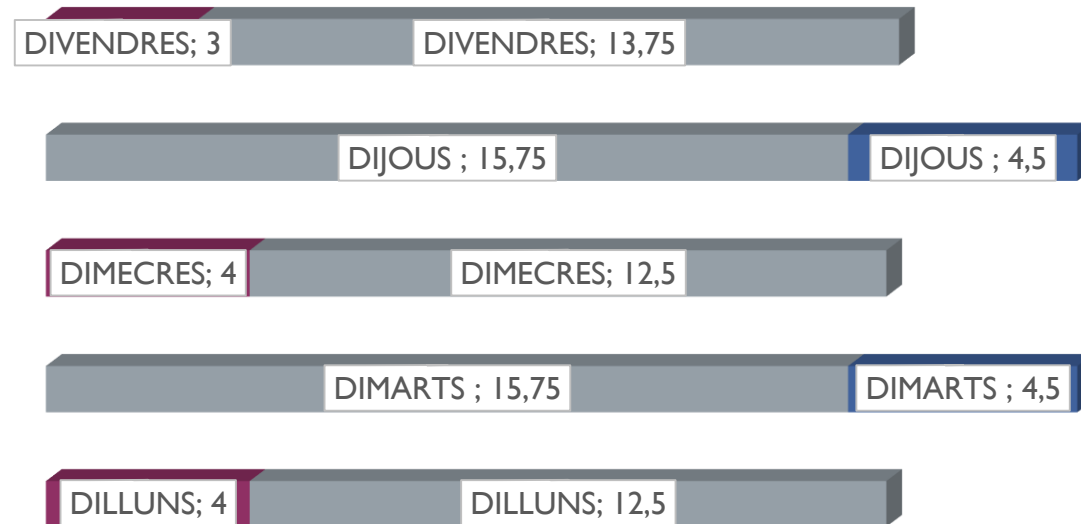 DIVENDRES; 3 DIVENDRES; 13,75
DIJOUS ; 15,75 DIJOUS ; 4,5
DIMECRES; 4 DIMECRES; 12,5
DIMARTS ; 15,75 DIMARTS ; 4,5
DILLUNS; 4 DILLUNS; 12,5